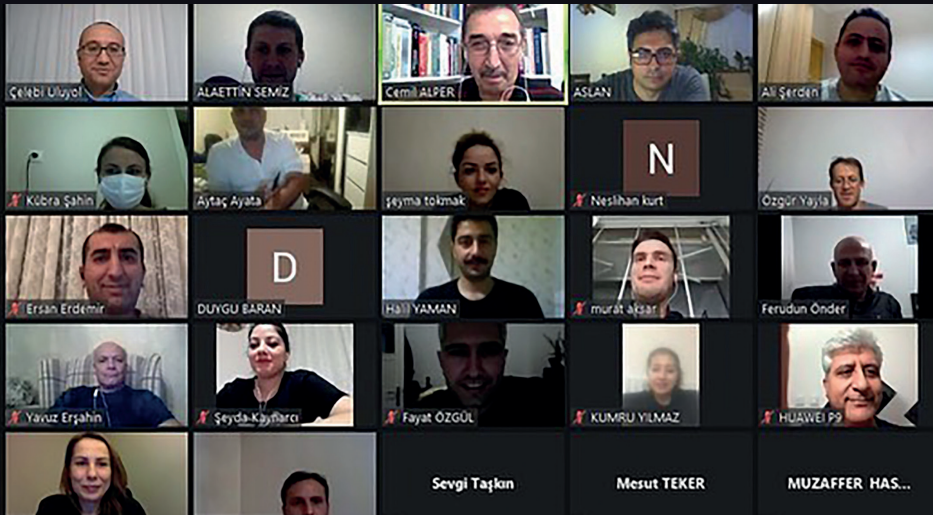 Çelebi Uluyol
ALAETTİN SEMİZ
Cemil ALPER
ASLAN
Ali Şerden
Kübra Şahin
Aytaç Ayata
şeyma tokmak
N
Neslihan kurt
Özgür Yayla
Ersan Erdemir
D
DUYGU BARAN
Halil YAMAN
murat aksar
Ferudun Önder
Yavuz Erşahin
Şeyda Kaynarcı
Fayat ÖZGÜL
KUMRU YILMAZ
HUAWEI P9
Sevgi Taşkın
Mesut TEKER
MUZAFFER HAS...